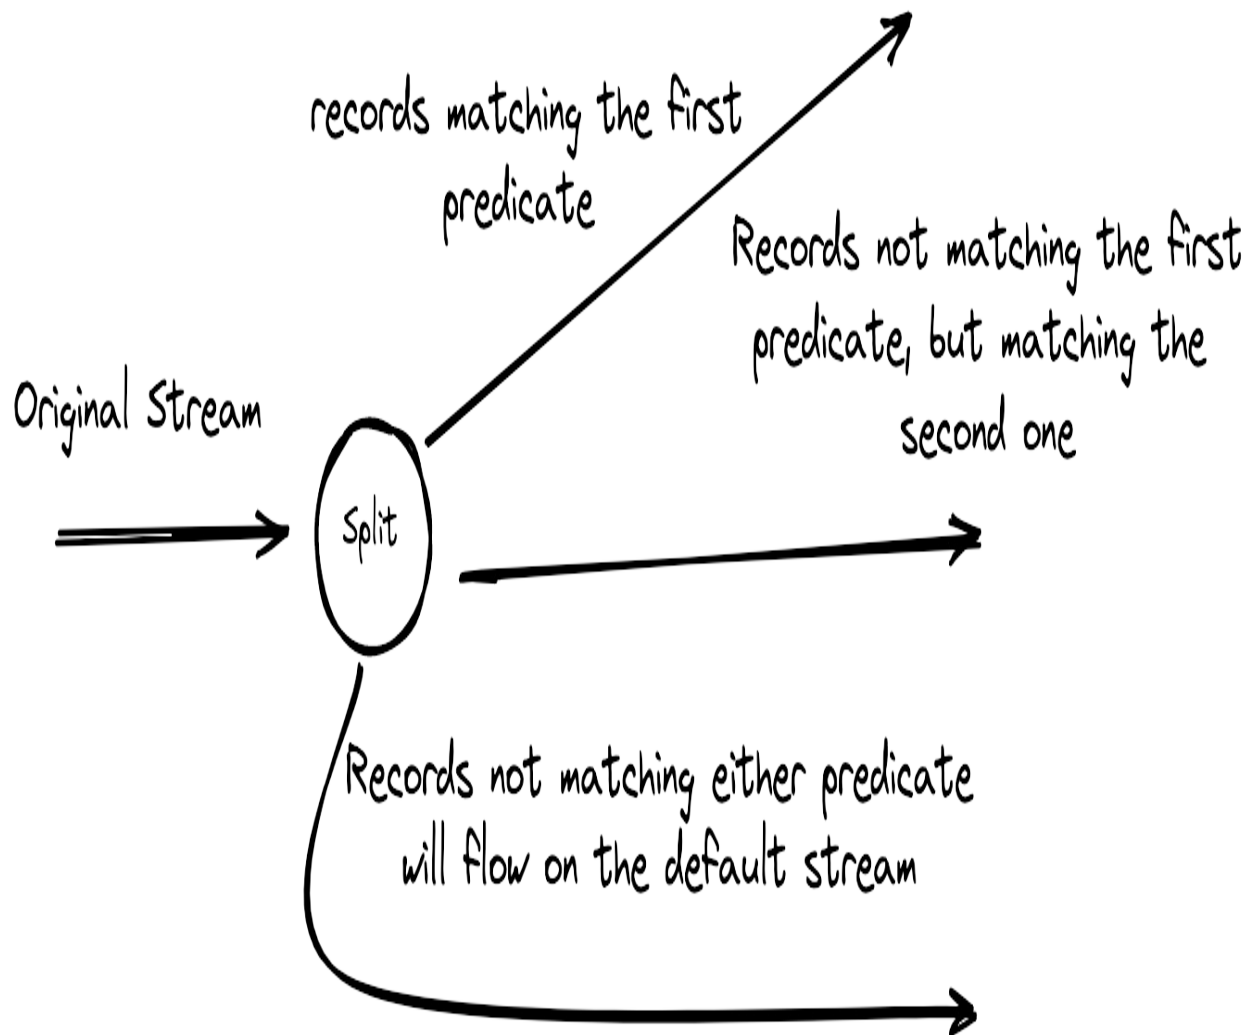 records matching the first
predicate
Records not matching the first
predicate, but matching the
second one
Original Stream
Split
Records not matching either predicate
will flow on the default stream